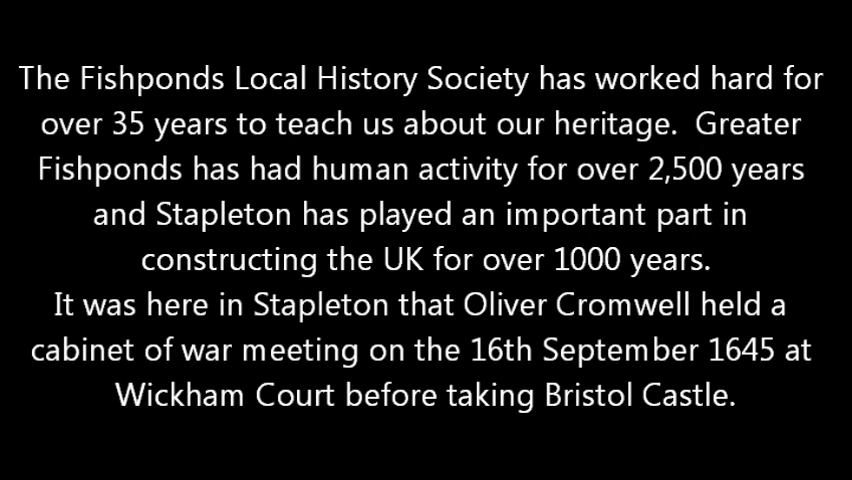 The Fishponds Local History Society has worked hard for
over 35 years to teach us about our heritage.  Greater
Fishponds has had human activity for over 2,500 years
and Stapleton has played an important part in
constructing the UK for over 1000 years.
It was here in Stapleton that Oliver Cromwell held a
cabinet of war meeting on the 16th September 1645 at
Wickham Court before taking Bristol Castle.